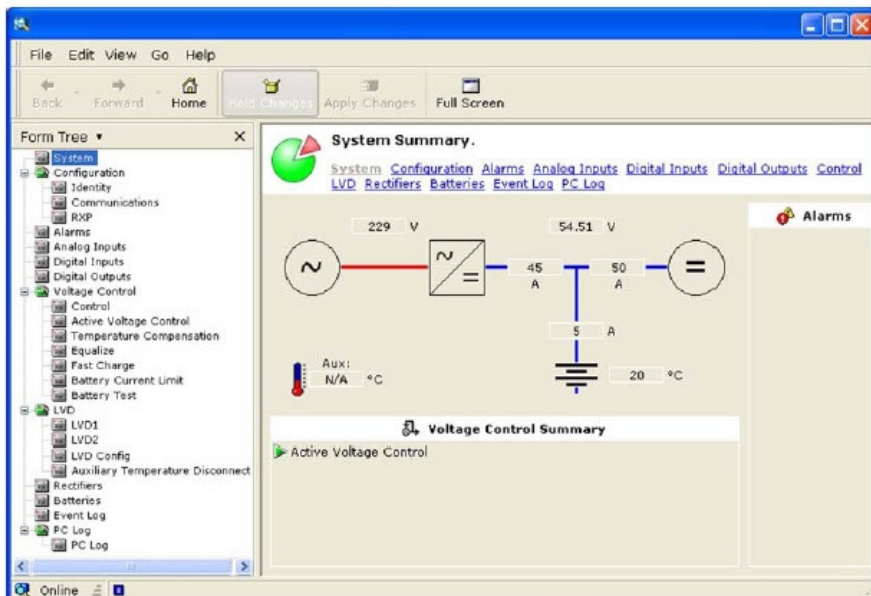 File Edit View Go Help
Back Forward Home Hold Changes Apply Changes Full Screen
Form Tree
System
Configuration
Identity
Communications
RXP
Alarms
Analog Inputs
Digital Inputs
Digital Outputs
Voltage Control
Control
Active Voltage Control
Temperature Compensation
Equalize
Fast Charge
Battery Current Limit
Battery Test
LVD
LVD1
LVD2
LVD Config
Auxiliary Temperature Disconnect
Rectifiers
Batteries
Event Log
PC Log
PC Log
System Summary.
System Configuration Alarms Analog Inputs Digital Inputs Digital Outputs Control
LVD Rectifiers Batteries Event Log PC Log
229 V 54.51 V
45 50
A A
5 A
Aux:
N/A °C 20 °C
Voltage Control Summary
Active Voltage Control
Alarms
Online